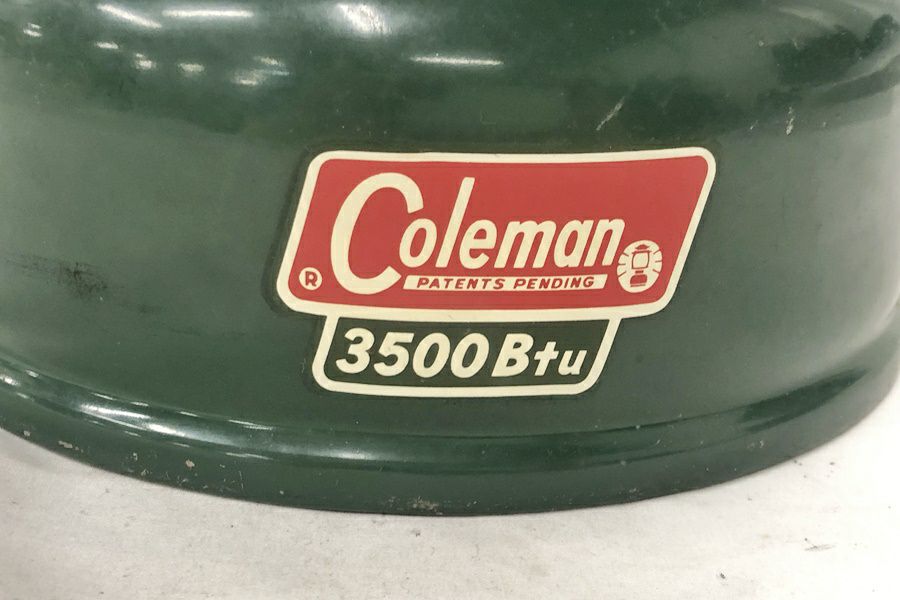 Coleman
® PATENTS PENDING
3500 Btu